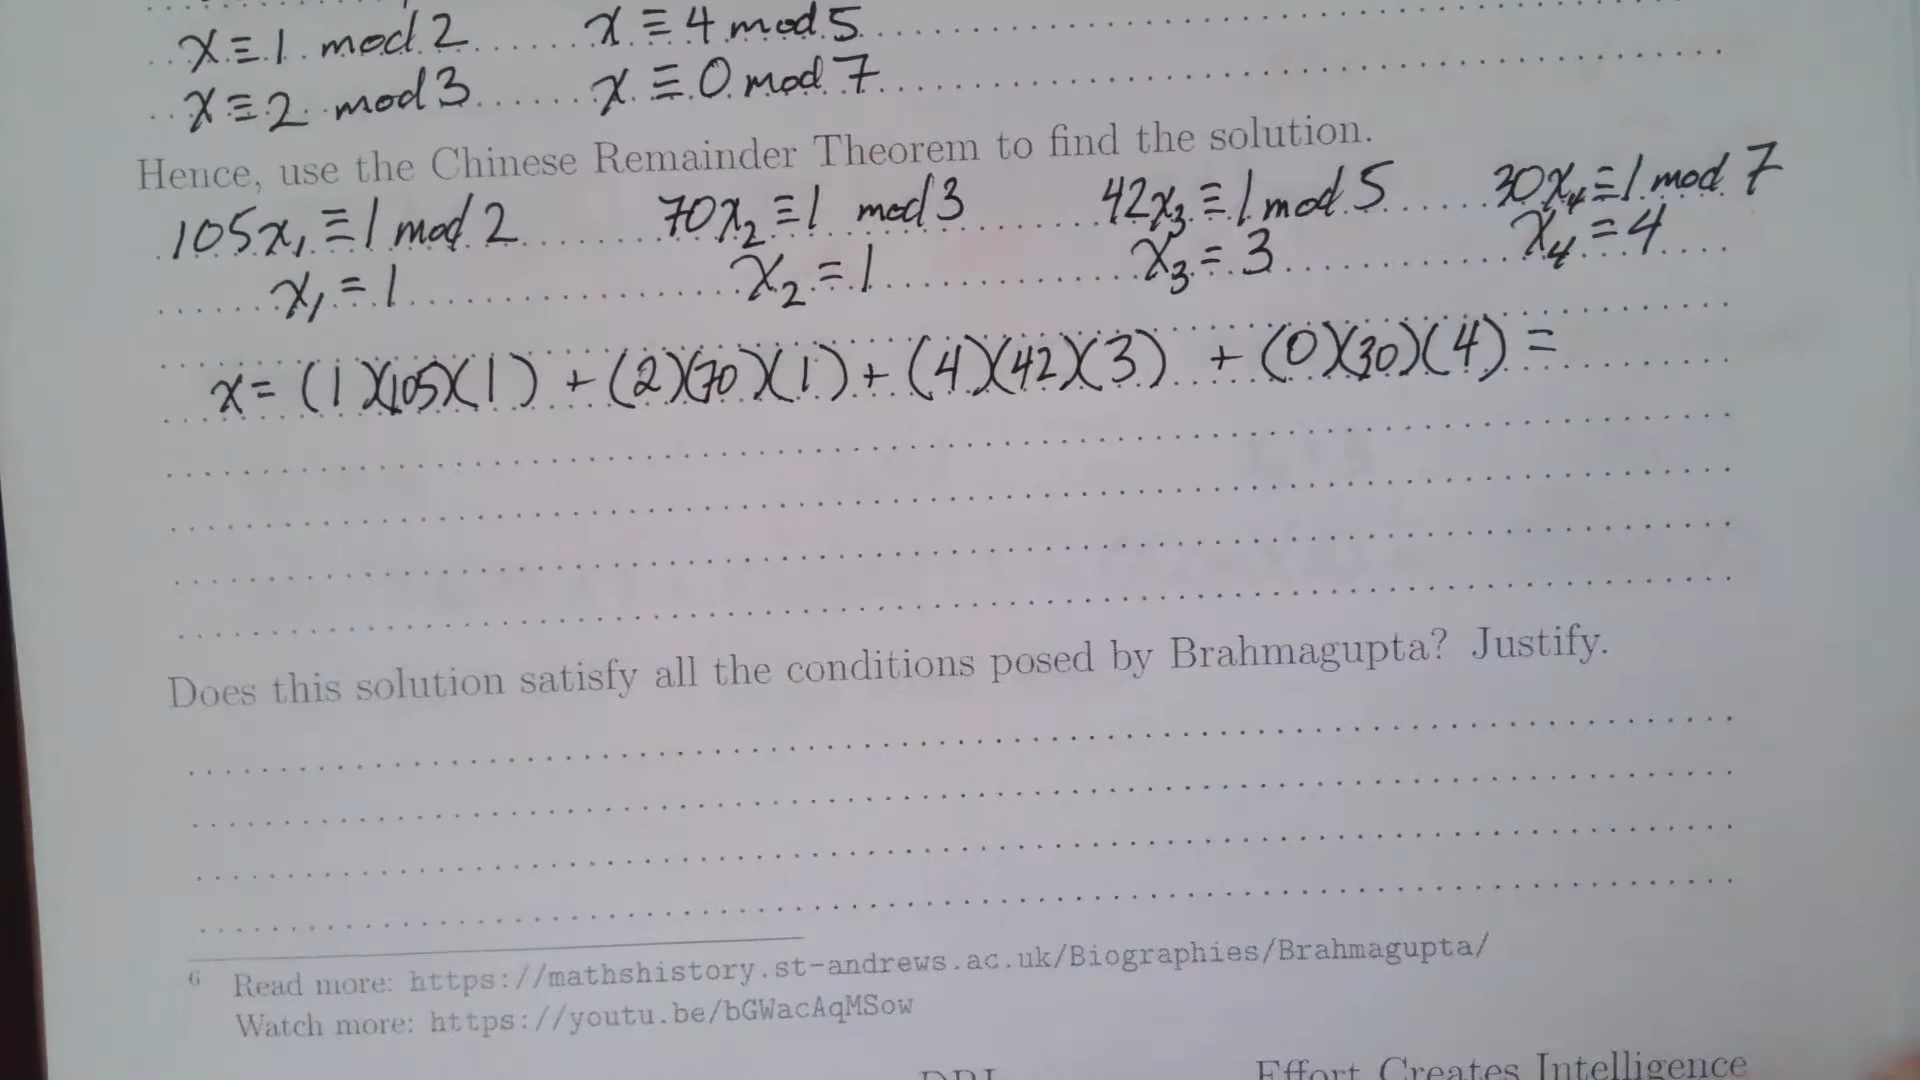 x ≡ 1 mod 2 x ≡ 4 mod 5
x ≡ 2 mod 3 x ≡ 0 mod 7
Hence, use the Chinese Remainder Theorem to find the solution.
105x₁ ≡ 1 mod 2 70x₂ ≡ 1 mod 3 42x₃ ≡ 1 mod 5 30x₄ ≡ 1 mod 7
x₁ = 1 x₂ = 1 x₃ = 3 x₄ = 4
x = (1)(105)(1) + (2)(70)(1) + (4)(42)(3) + (0)(30)(4) =
Does this solution satisfy all the conditions posed by Brahmagupta? Justify.
6 Read more: https://mathshistory.st-andrews.ac.uk/Biographies/Brahmagupta/
Watch more: https://youtu.be/bGWacAqMSow
Effort Creates Intelligence